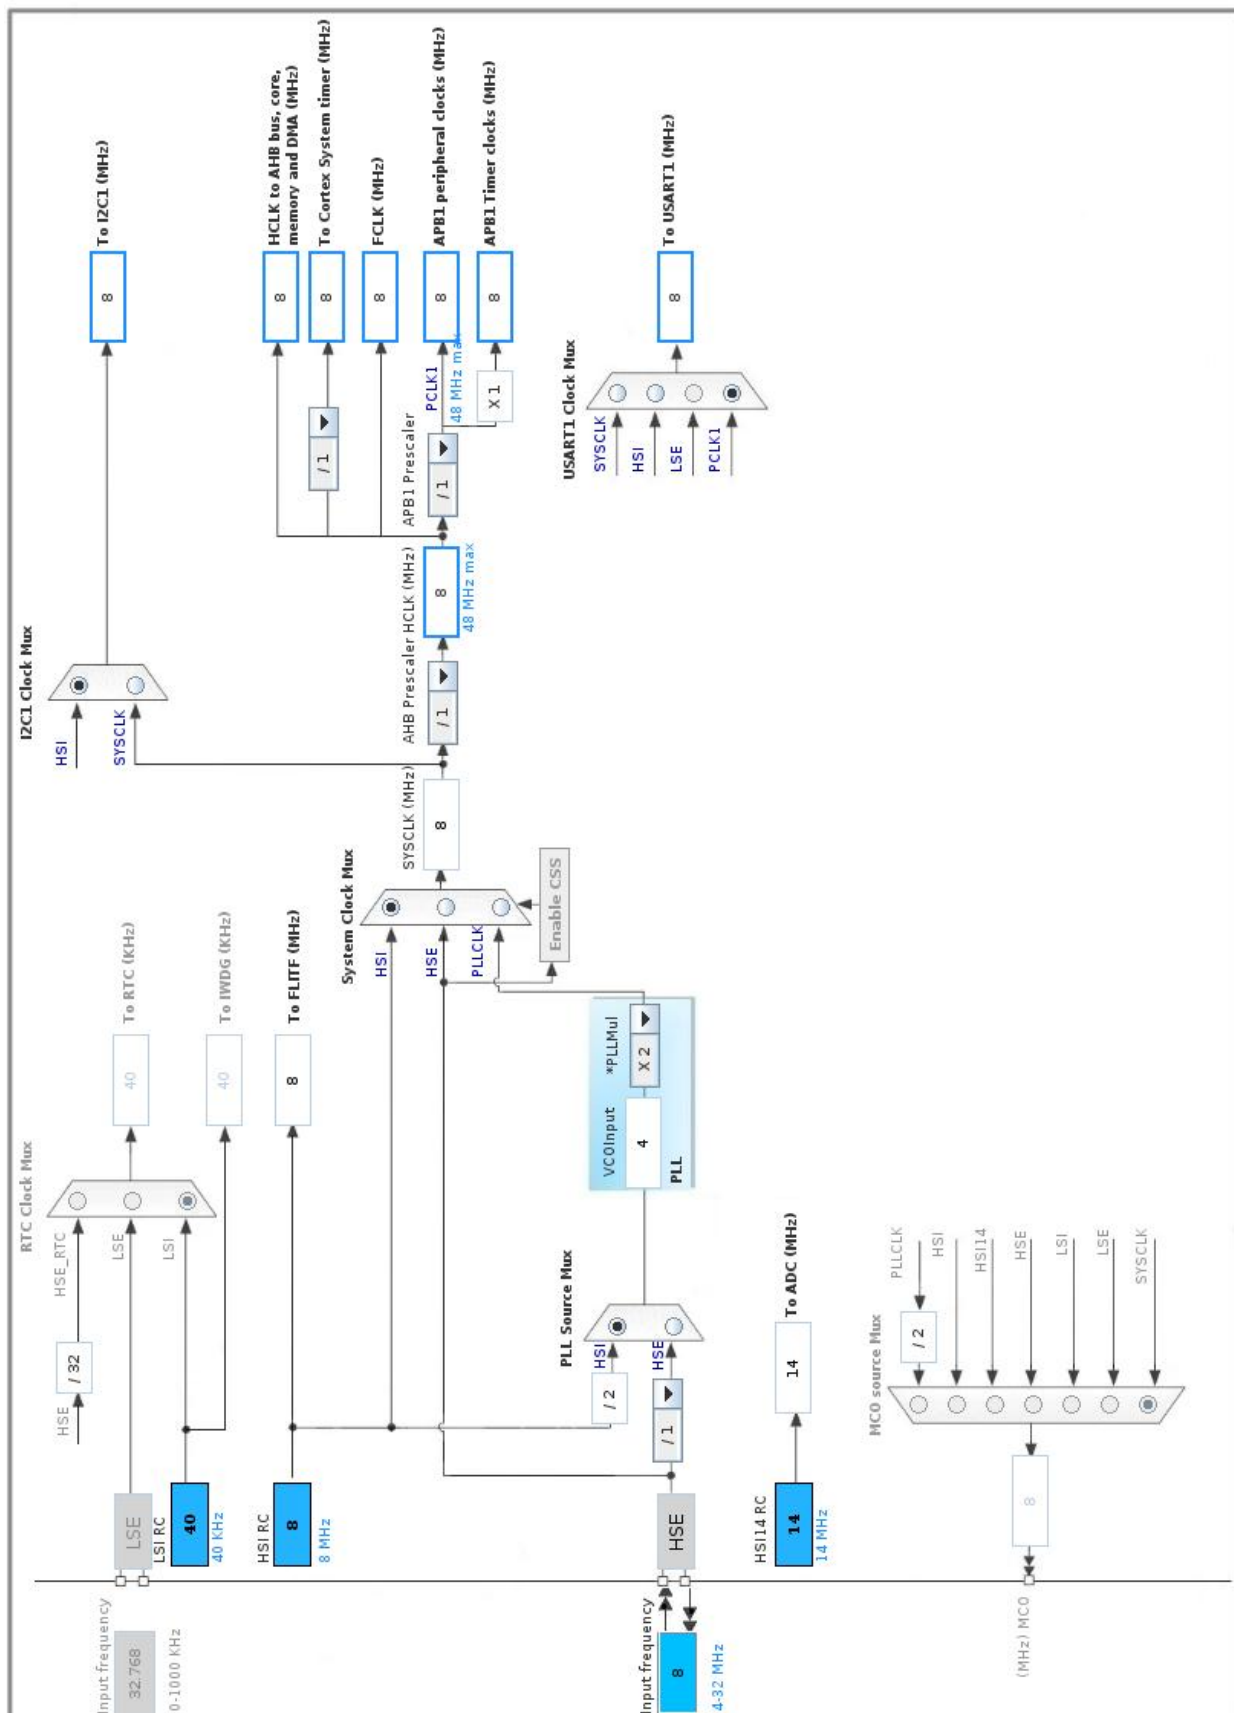 RTC Clock Mux
HSE
/ 32
HSE_RTC
To RTC (KHz)
40
Input frequency
32.768
0-1000 KHz
LSE
LSE
LSI RC
40
40 KHz
LSI
40
To IWDG (KHz)
HSI RC
8
8 MHz
8
To FLITF (MHz)
I2C1 Clock Mux
HSI
SYSCLK
8
To I2C1 (MHz)
System Clock Mux
HSI
HSE
PLLCLK
Enable CSS
SYSCLK (MHz)
8
AHB Prescaler
/ 1
HCLK (MHz)
8
48 MHz max
APB1 Prescaler
/ 1
PCLK1
48 MHz max
X 1
/ 1
8
HCLK to AHB bus, core,
memory and DMA (MHz)
8
To Cortex System timer (MHz)
8
FCLK (MHz)
8
APB1 peripheral clocks (MHz)
8
APB1 Timer clocks (MHz)
PLL Source Mux
/ 2
HSI
/ 1
HSE
VCOInput
4
*PLLMul
X 2
PLL
Input frequency
8
4-32 MHz
HSE
USART1 Clock Mux
SYSCLK
HSI
LSE
PCLK1
8
To USART1 (MHz)
HSI14 RC
14
14 MHz
14
To ADC (MHz)
MCO source Mux
/ 2
PLLCLK
HSI
HSI14
HSE
LSI
LSE
SYSCLK
8
(MHz) MCO